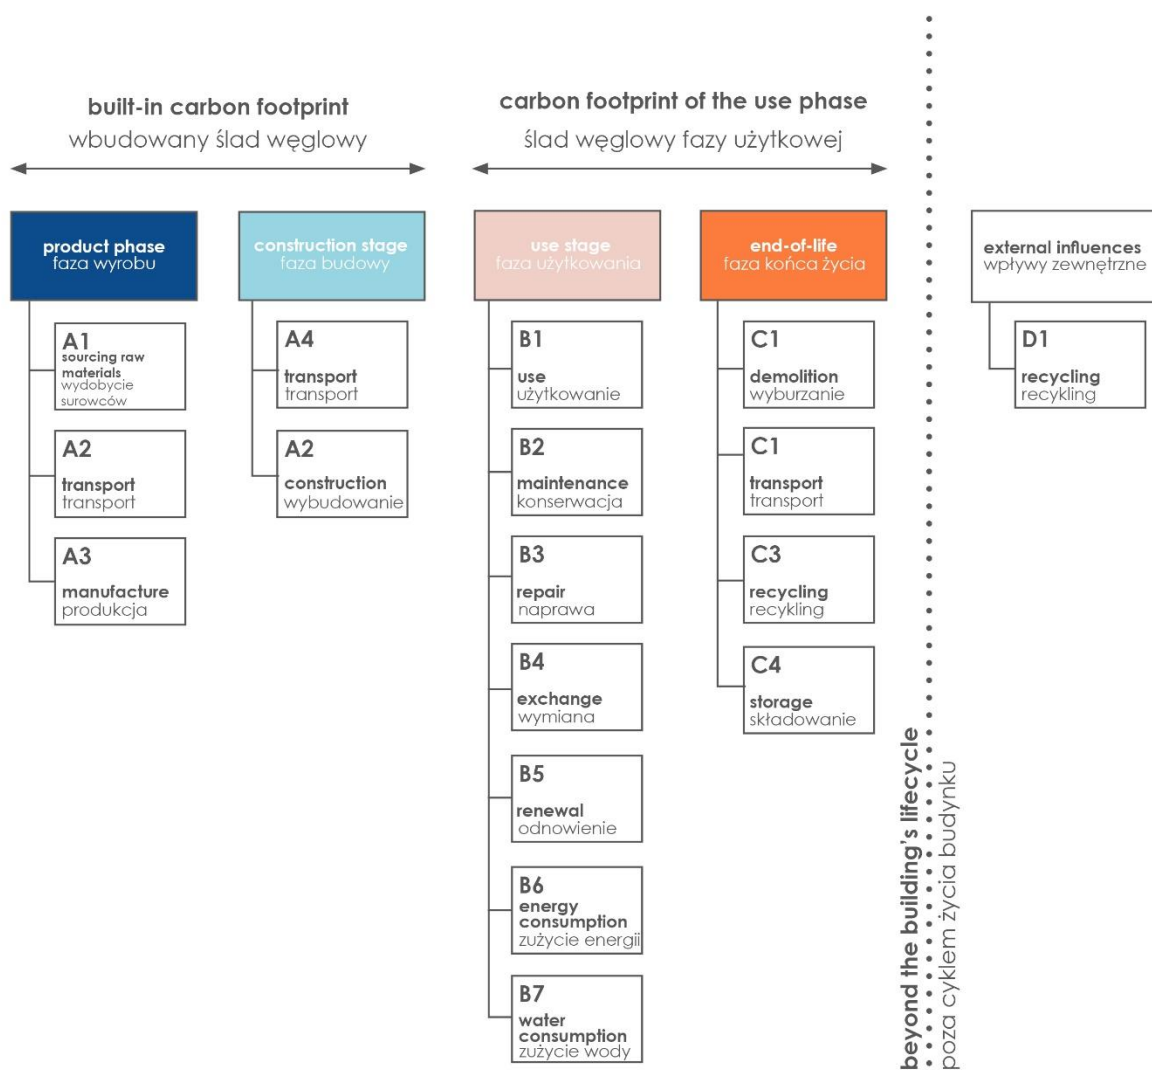 built-in carbon footprint
wbudowany ślad węglowy
carbon footprint of the use phase
ślad węglowy fazy użytkowej
product phase
faza wyrobu
A1
sourcing raw
materials
wydobycie
surowców
A2
transport
transport
A3
manufacture
produkcja
construction stage
faza budowy
A4
transport
transport
A2
construction
wybudowanie
use stage
faza użytkowania
B1
use
użytkowanie
B2
maintenance
konserwacja
B3
repair
naprawa
B4
exchange
wymiana
B5
renewal
odnowienie
B6
energy
consumption
zużycie energii
B7
water
consumption
zużycie wody
end-of-life
faza końca życia
C1
demolition
wyburzanie
C1
transport
transport
C3
recycling
recykling
C4
storage
składowanie
beyond the building's lifecycle
poza cyklem życia budynku
external influences
wpływy zewnętrzne
D1
recycling
recykling